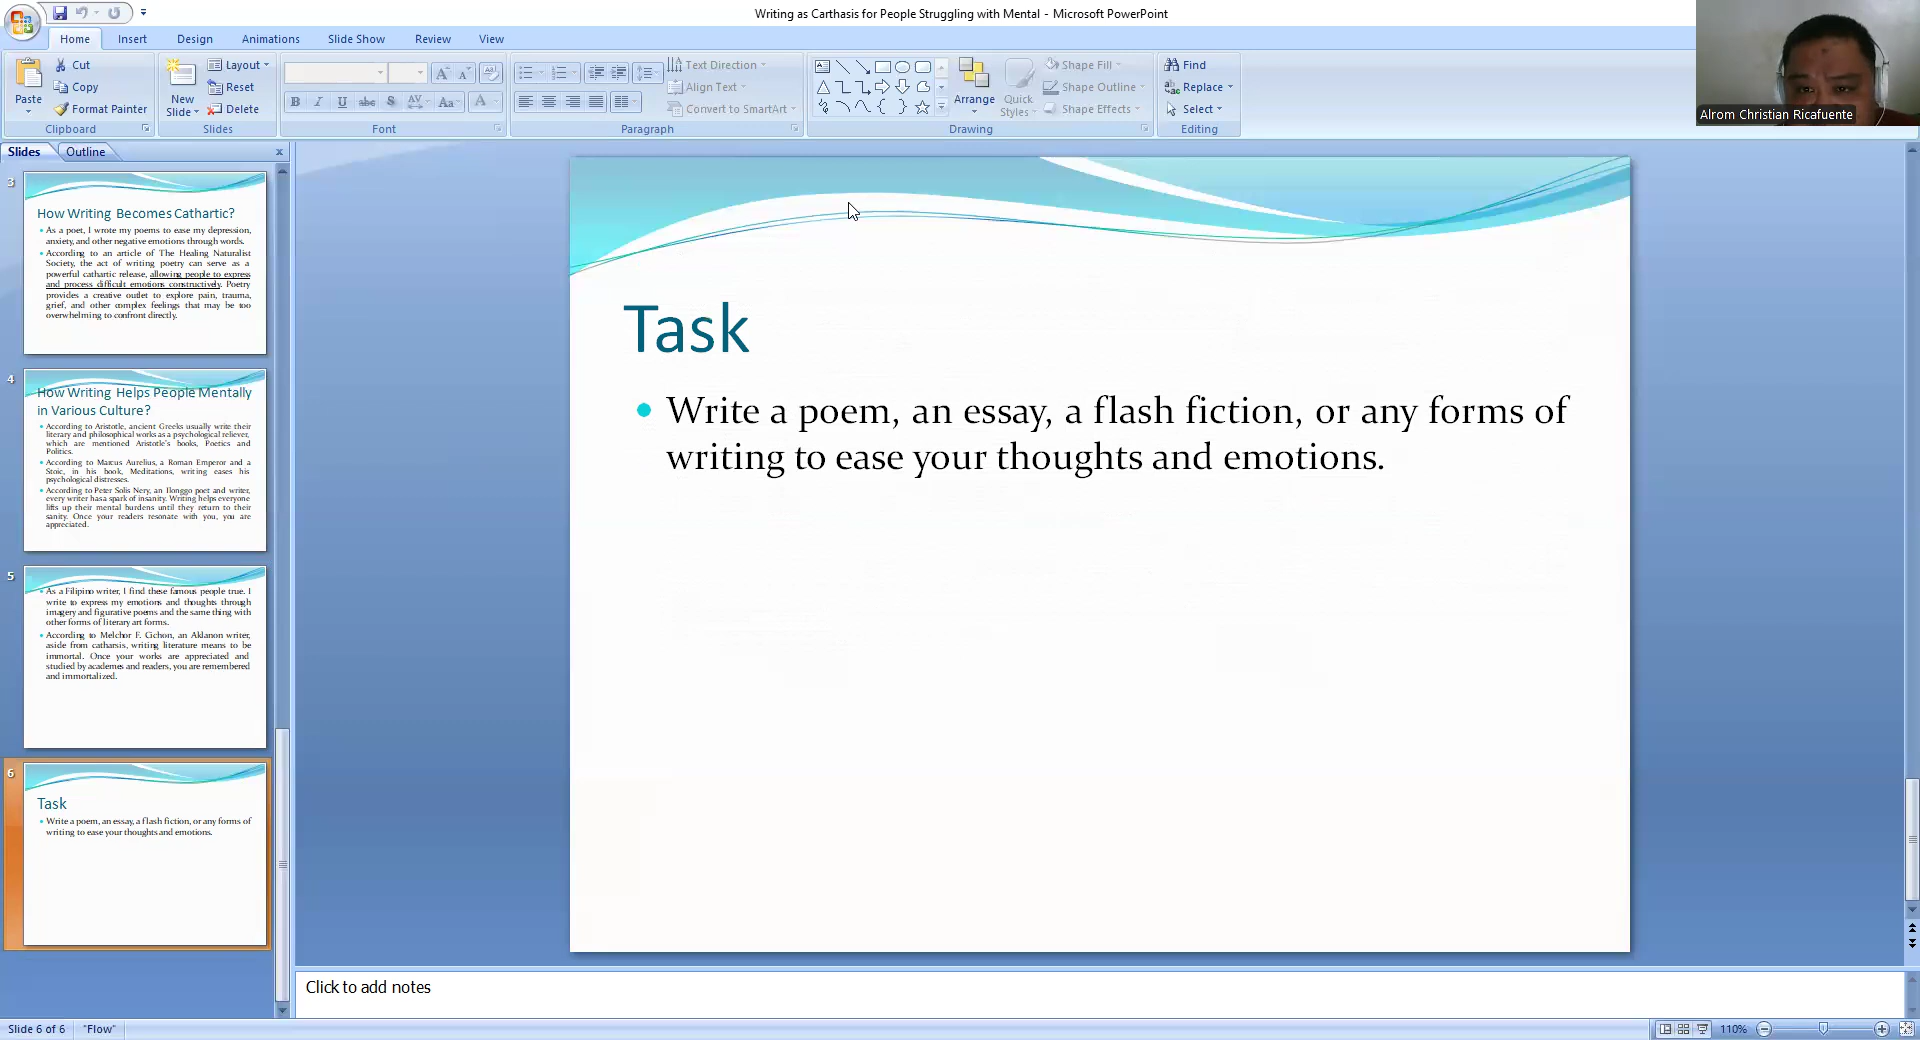 Writing as Carthasis for People Struggling with Mental - Microsoft PowerPoint
Home Insert Design Animations Slide Show Review View
Paste
Cut
Copy
Format Painter
Clipboard
New Slide
Layout
Reset
Delete
Slides
B I U abc S AV Aa A
Font
Text Direction
Align Text
Convert to SmartArt
Paragraph
Arrange
Quick Styles
Shape Fill
Shape Outline
Shape Effects
Drawing
Find
Replace
Select
Editing
Alrom Christian Ricafuente
Slides Outline x
3
How Writing Becomes Cathartic?
As a poet, I wrote my poems to ease my depression,
anxiety, and other negative emotions through words.
According to an article of The Healing Naturalist
Society, the act of writing poetry can serve as a
powerful cathartic release, allowing people to express
and process difficult emotions constructively. Poetry
provides a creative outlet to explore pain, trauma,
grief, and other complex feelings that may be too
overwhelming to confront directly.
4
How Writing Helps People Mentally
in Various Culture?
According to Aristotle, ancient Greeks usually write their
literary and philosophical works as a psychological reliever,
which are mentioned Aristotle's books, Poetics and
Politics.
According to Marcus Aurelius, a Roman Emperor and a
Stoic, in his book, Meditations, writing eases his
psychological distresses.
According to Peter Solis Nery, an Ilonggo poet and writer,
every writer has a spark of insanity. Writing helps everyone
lifts up their mental burdens until they return to their
sanity. Once your readers resonate with you, you are
appreciated.
5
As a Filipino writer, I find these famous people true. I
write to express my emotions and thoughts through
imagery and figurative poems and the same thing with
other forms of literary art forms.
According to Melchor F. Cichon, an Aklanon writer,
aside from catharsis, writing literature means to be
immortal. Once your works are appreciated and
studied by academes and readers, you are remembered
and immortalized.
6
Task
Write a poem, an essay, a flash fiction, or any forms of
writing to ease your thoughts and emotions.
Task
Write a poem, an essay, a flash fiction, or any forms of
writing to ease your thoughts and emotions.
Click to add notes
Slide 6 of 6 "Flow" 110%